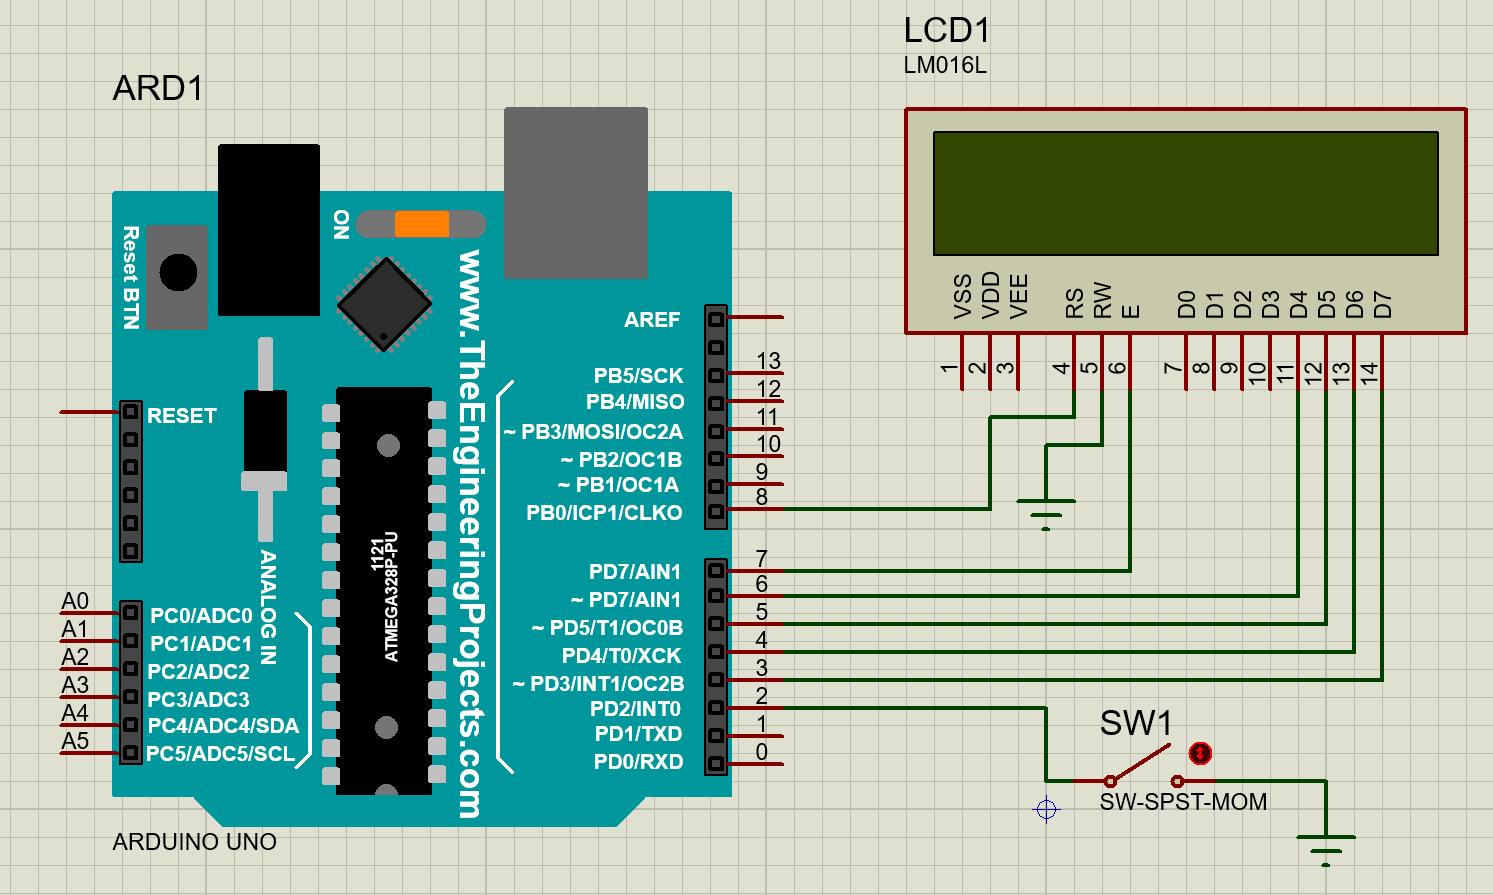 LCD1
LM016L
ARD1
ON
Reset BTN
www.TheEngineeringProjects.com
RESET
ANALOG IN
1121
ATMEGA328P-PU
A0
PC0/ADC0
A1
PC1/ADC1
A2
PC2/ADC2
A3
PC3/ADC3
A4
PC4/ADC4/SDA
A5
PC5/ADC5/SCL
AREF
PB5/SCK 13
PB4/MISO 12
~ PB3/MOSI/OC2A 11
~ PB2/OC1B 10
~ PB1/OC1A 9
PB0/ICP1/CLKO 8
PD7/AIN1 7
~ PD7/AIN1 6
~ PD5/T1/OC0B 5
PD4/T0/XCK 4
~ PD3/INT1/OC2B 3
PD2/INT0 2
PD1/TXD 1
PD0/RXD 0
VSS VDD VEE RS RW E D0 D1 D2 D3 D4 D5 D6 D7
1 2 3 4 5 6 7 8 9 10 11 12 13 14
SW1
SW-SPST-MOM
ARDUINO UNO